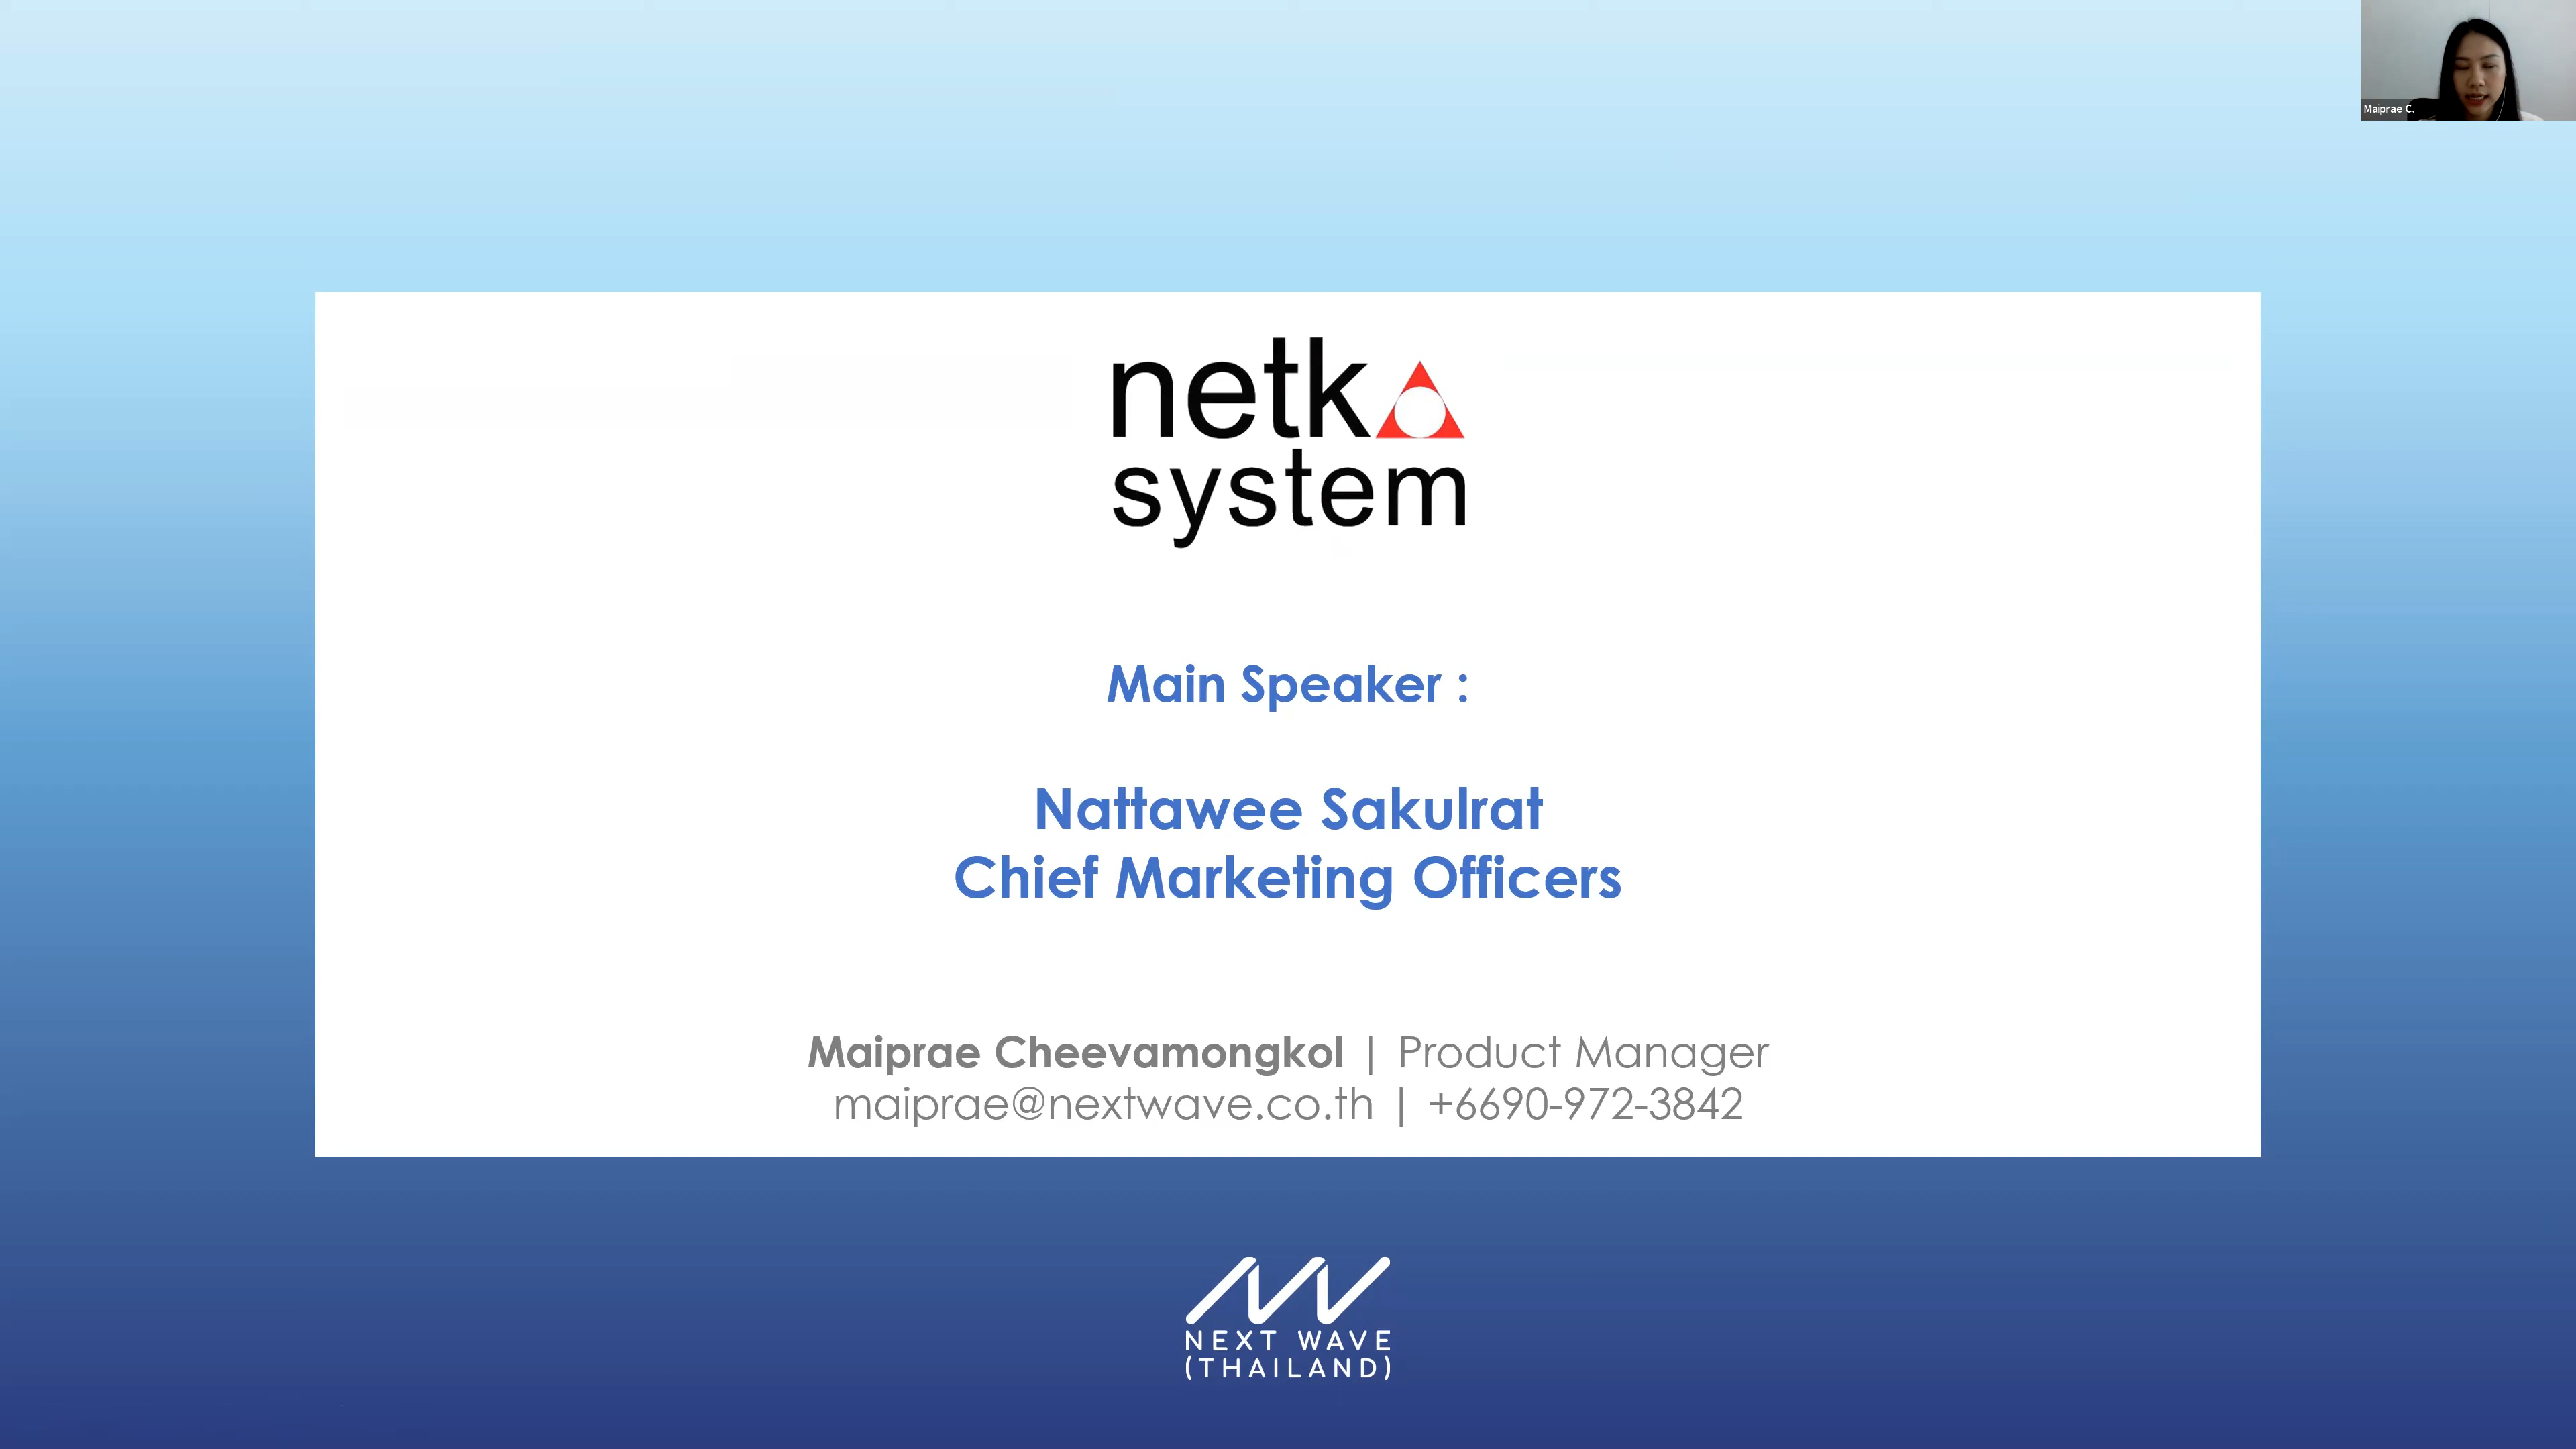 Maiprae C.
netk
system
Main Speaker :
Nattawee Sakulrat
Chief Marketing Officers
Maiprae Cheevamongkol | Product Manager
maiprae@nextwave.co.th | +6690-972-3842
NEXT WAVE
(THAILAND)